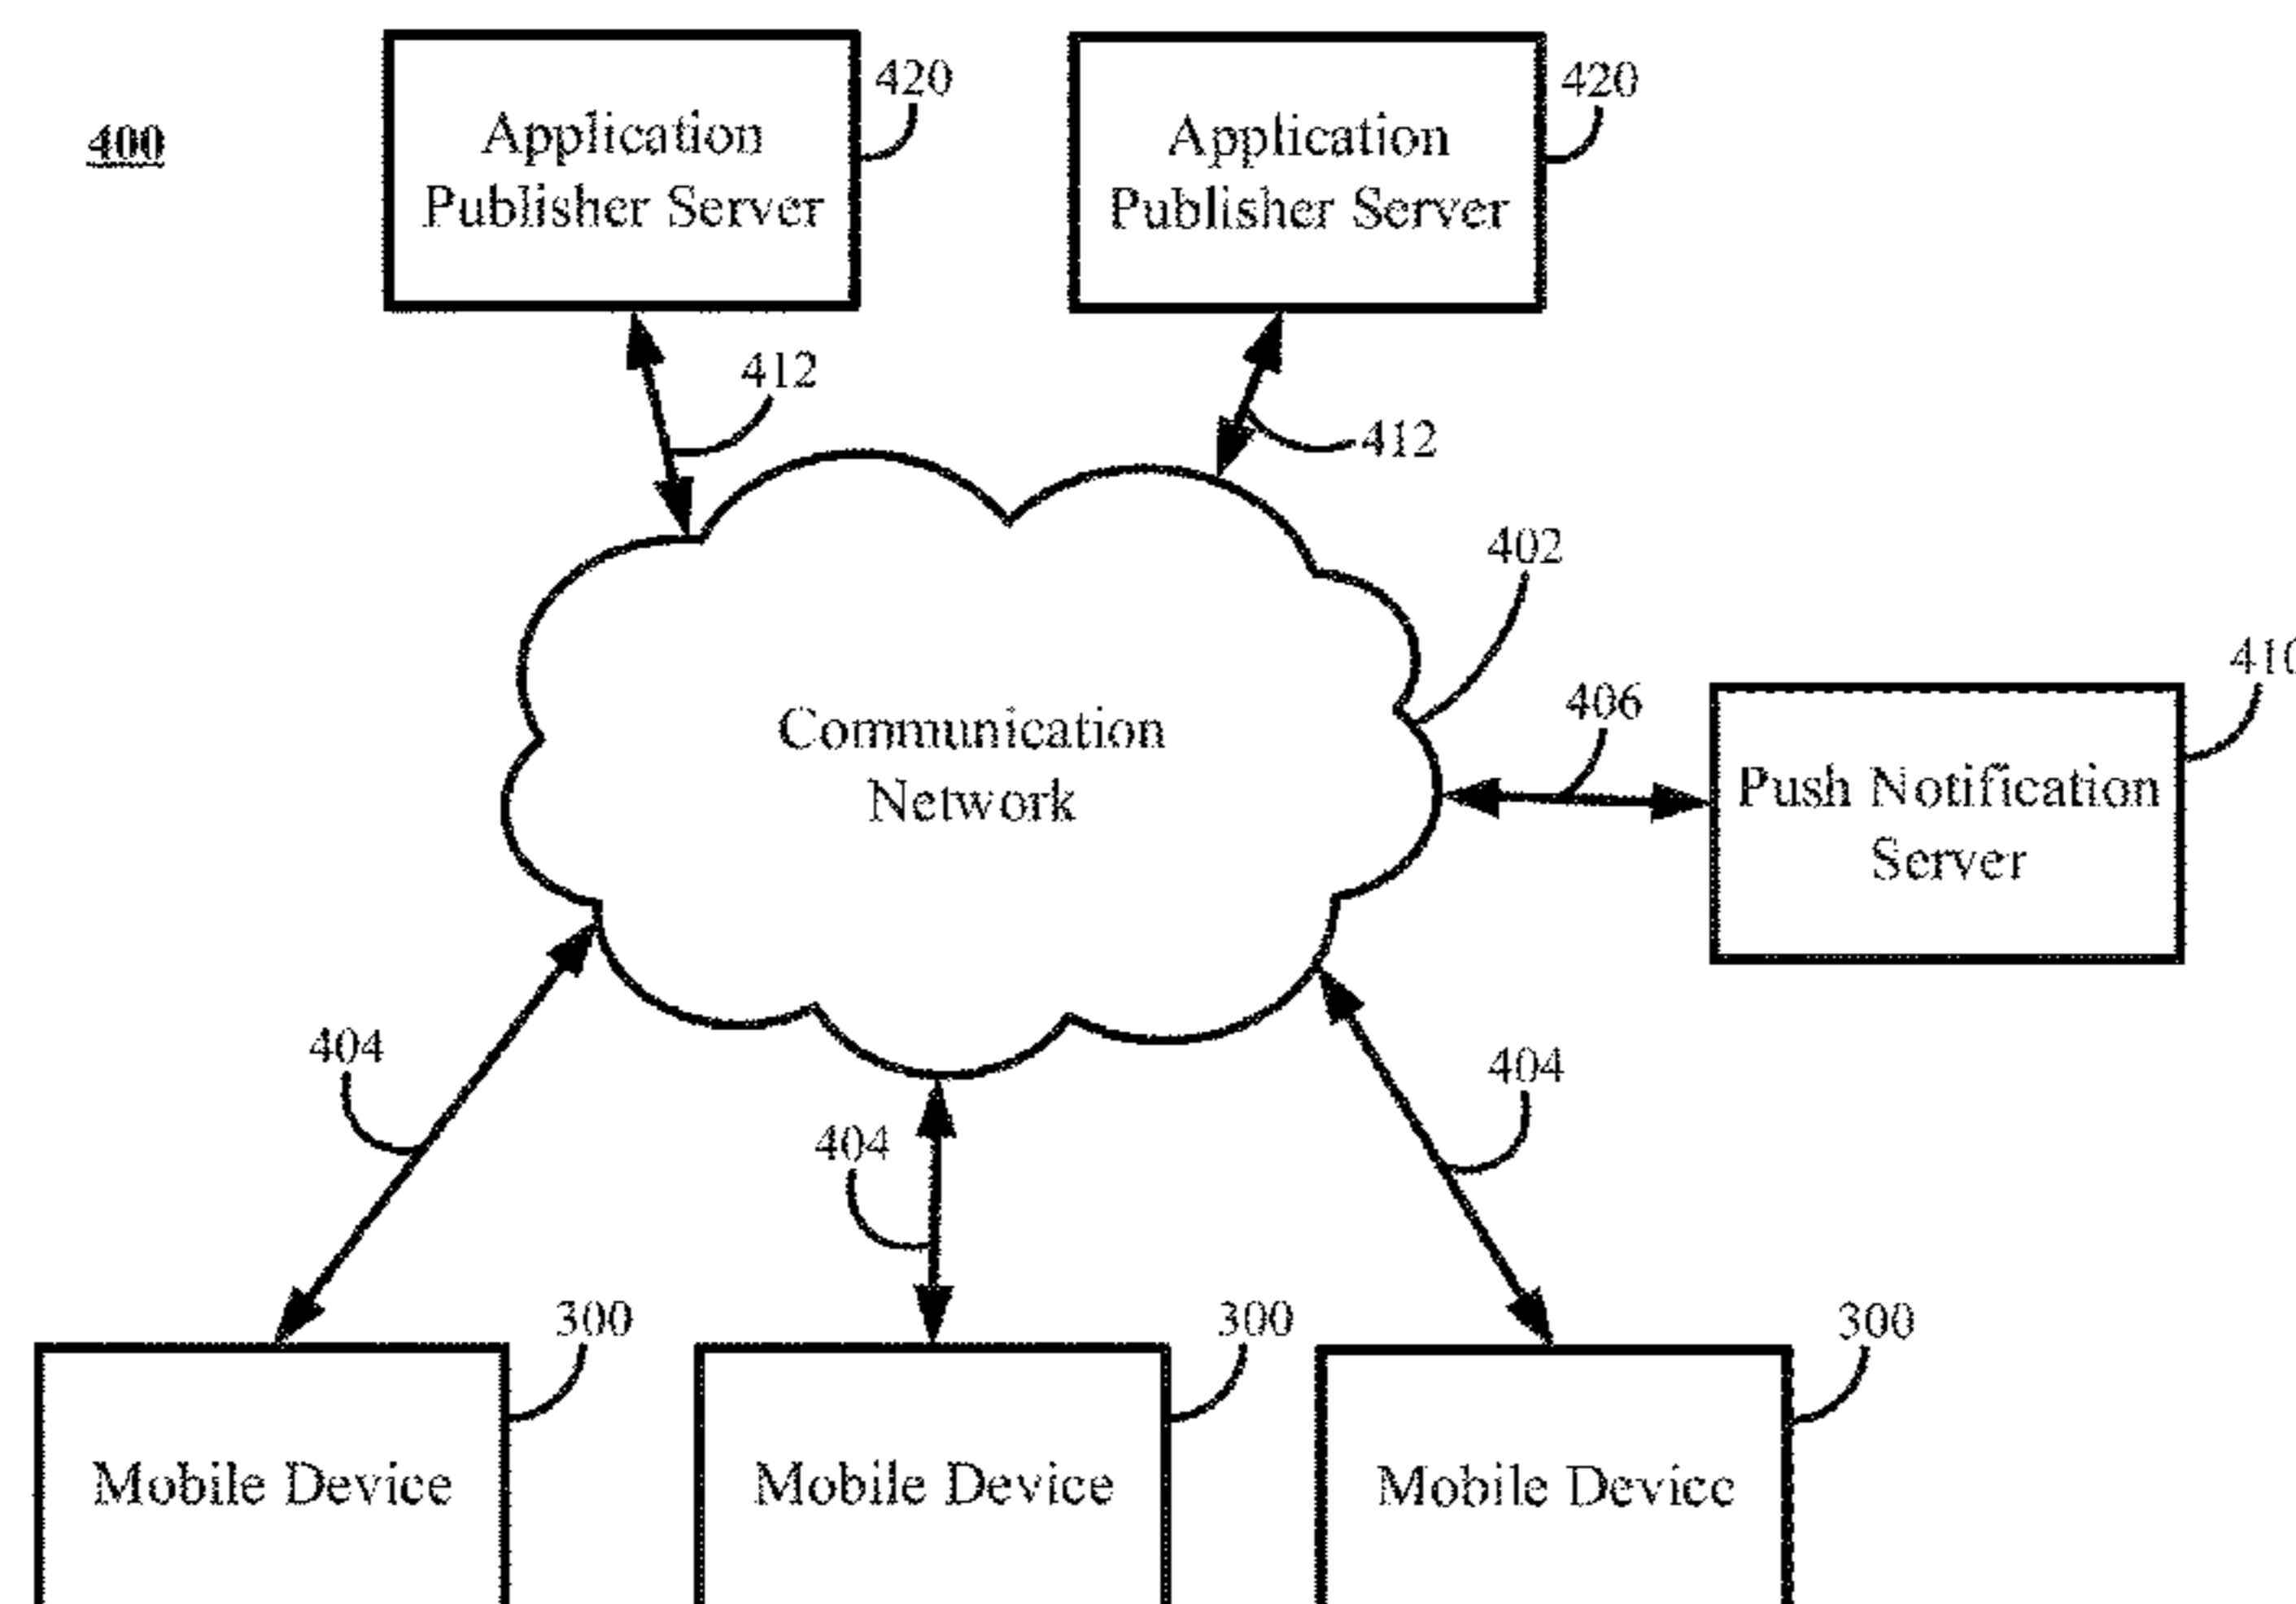 400
Application
Publisher Server
420
Application
Publisher Server
420
412
412
402
Communication
Network
406
410
Push Notification
Server
404
404
404
300
300
300
Mobile Device
Mobile Device
Mobile Device